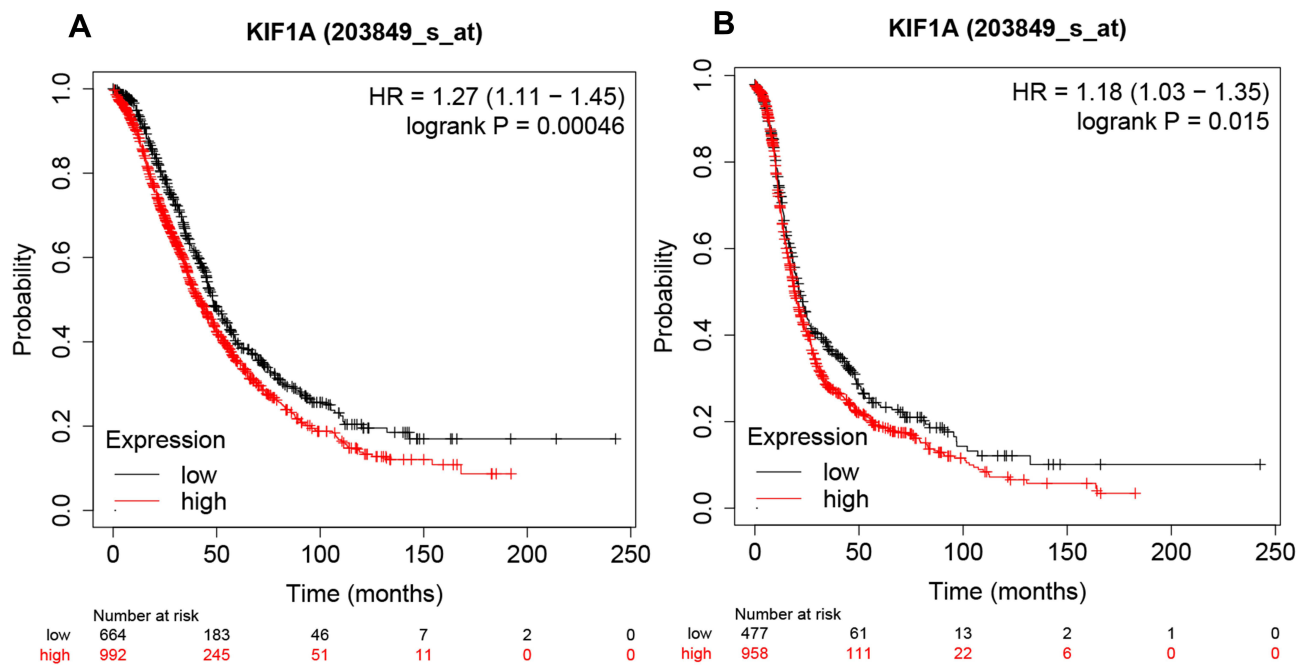 A
KIF1A (203849_s_at)
HR = 1.27 (1.11 − 1.45)
logrank P = 0.00046
Probability
1.0
0.8
0.6
0.4
0.2
0.0
Expression
low
high
0 50 100 150 200 250
Time (months)
Number at risk
low 664 183 46 7 2 0
high 992 245 51 11 0 0
B
KIF1A (203849_s_at)
HR = 1.18 (1.03 − 1.35)
logrank P = 0.015
Probability
1.0
0.8
0.6
0.4
0.2
0.0
Expression
low
high
0 50 100 150 200 250
Time (months)
Number at risk
low 477 61 13 2 1 0
high 958 111 22 6 0 0